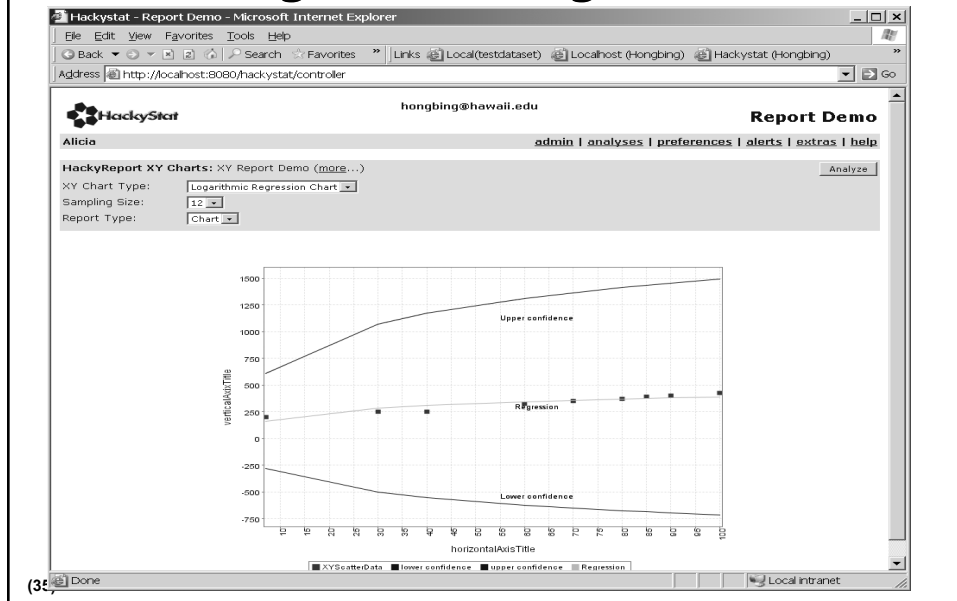 Hackystat - Report Demo - Microsoft Internet Explorer
File Edit View Favorites Tools Help
Back Search Favorites » Links Local(testdataset) Localhost (Hongbing) Hackystat (Hongbing) »
Address http://localhost:8080/hackystat/controller Go
HackyStat
hongbing@hawaii.edu
Report Demo
Alicia
admin | analyses | preferences | alerts | extras | help
HackyReport XY Charts: XY Report Demo (more...)
Analyze
XY Chart Type: Logarithmic Regression Chart
Sampling Size: 12
Report Type: Chart
1500
1250
1000
750
500
250
0
-250
-500
-750
verticalAxixTitle
Upper confidence
Regression
Lower confidence
10 15 20 25 30 35 40 45 50 55 60 65 70 75 80 85 90 95 100
horizontalAxisTitle
XYScatterData lower confidence upper confidence Regression
Done
Local intranet